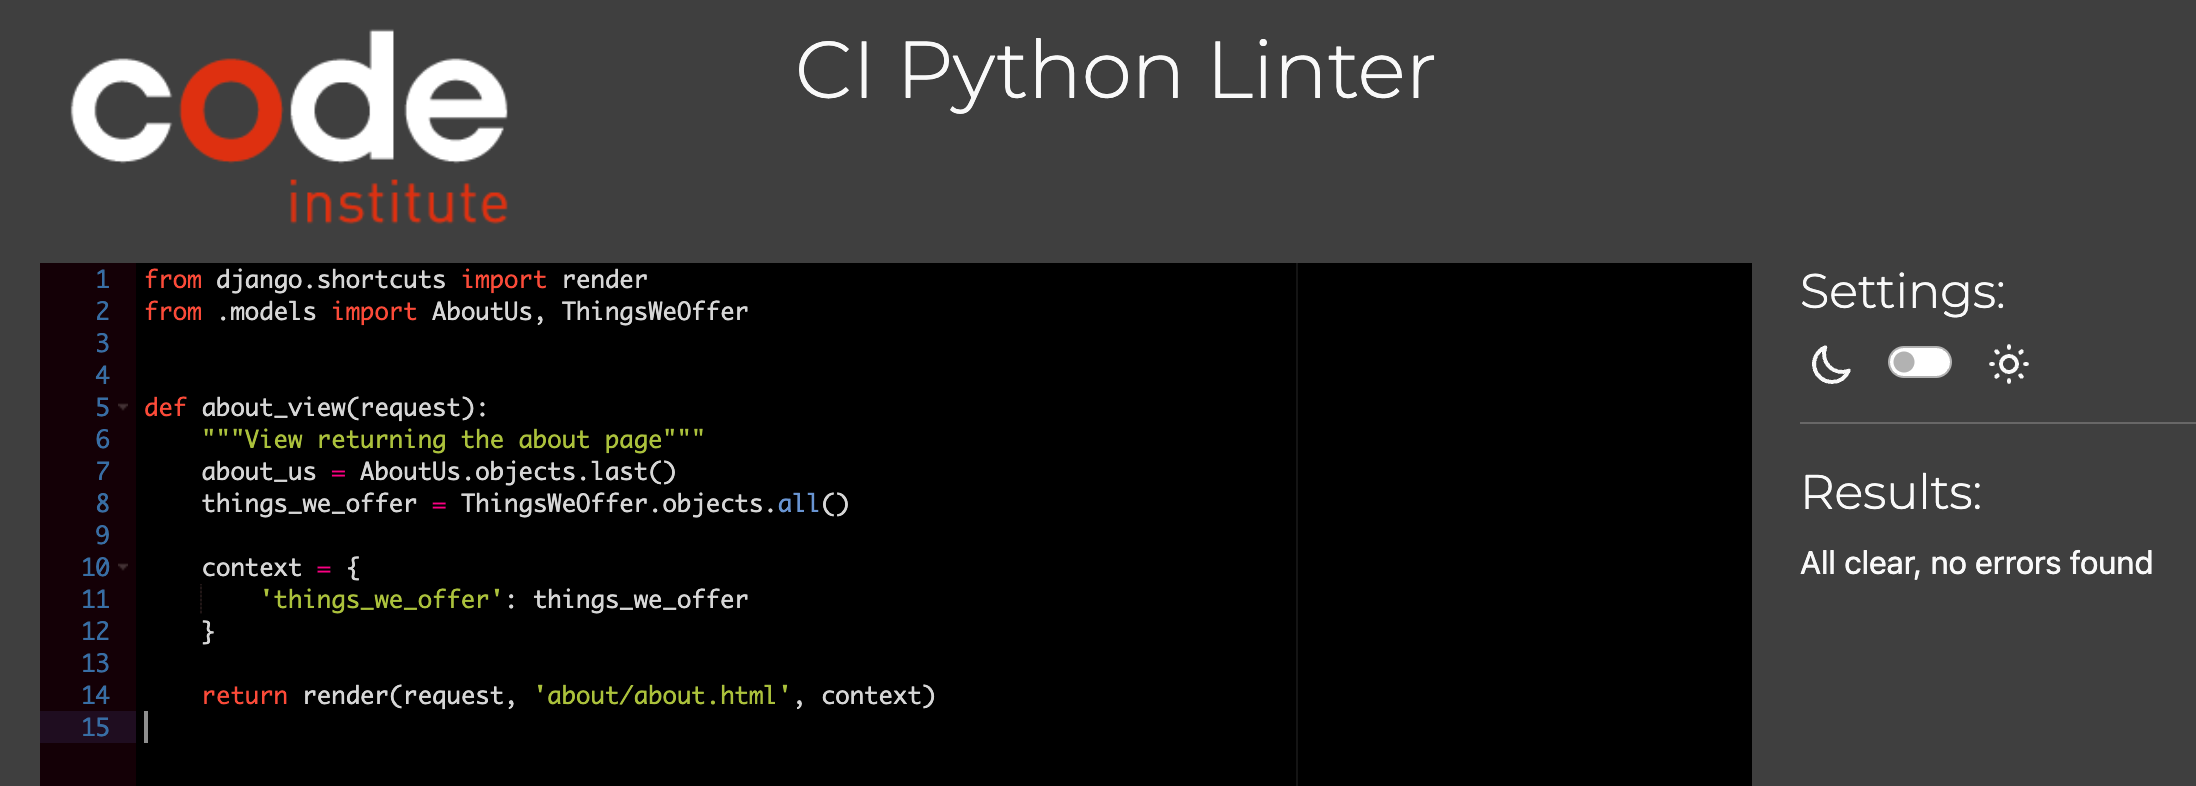 code
institute
CI Python Linter
1 from django.shortcuts import render
2 from .models import AboutUs, ThingsWeOffer
3
4
5 def about_view(request):
6     """View returning the about page"""
7     about_us = AboutUs.objects.last()
8     things_we_offer = ThingsWeOffer.objects.all()
9
10     context = {
11         'things_we_offer': things_we_offer
12     }
13
14     return render(request, 'about/about.html', context)
15
Settings:
Results:
All clear, no errors found